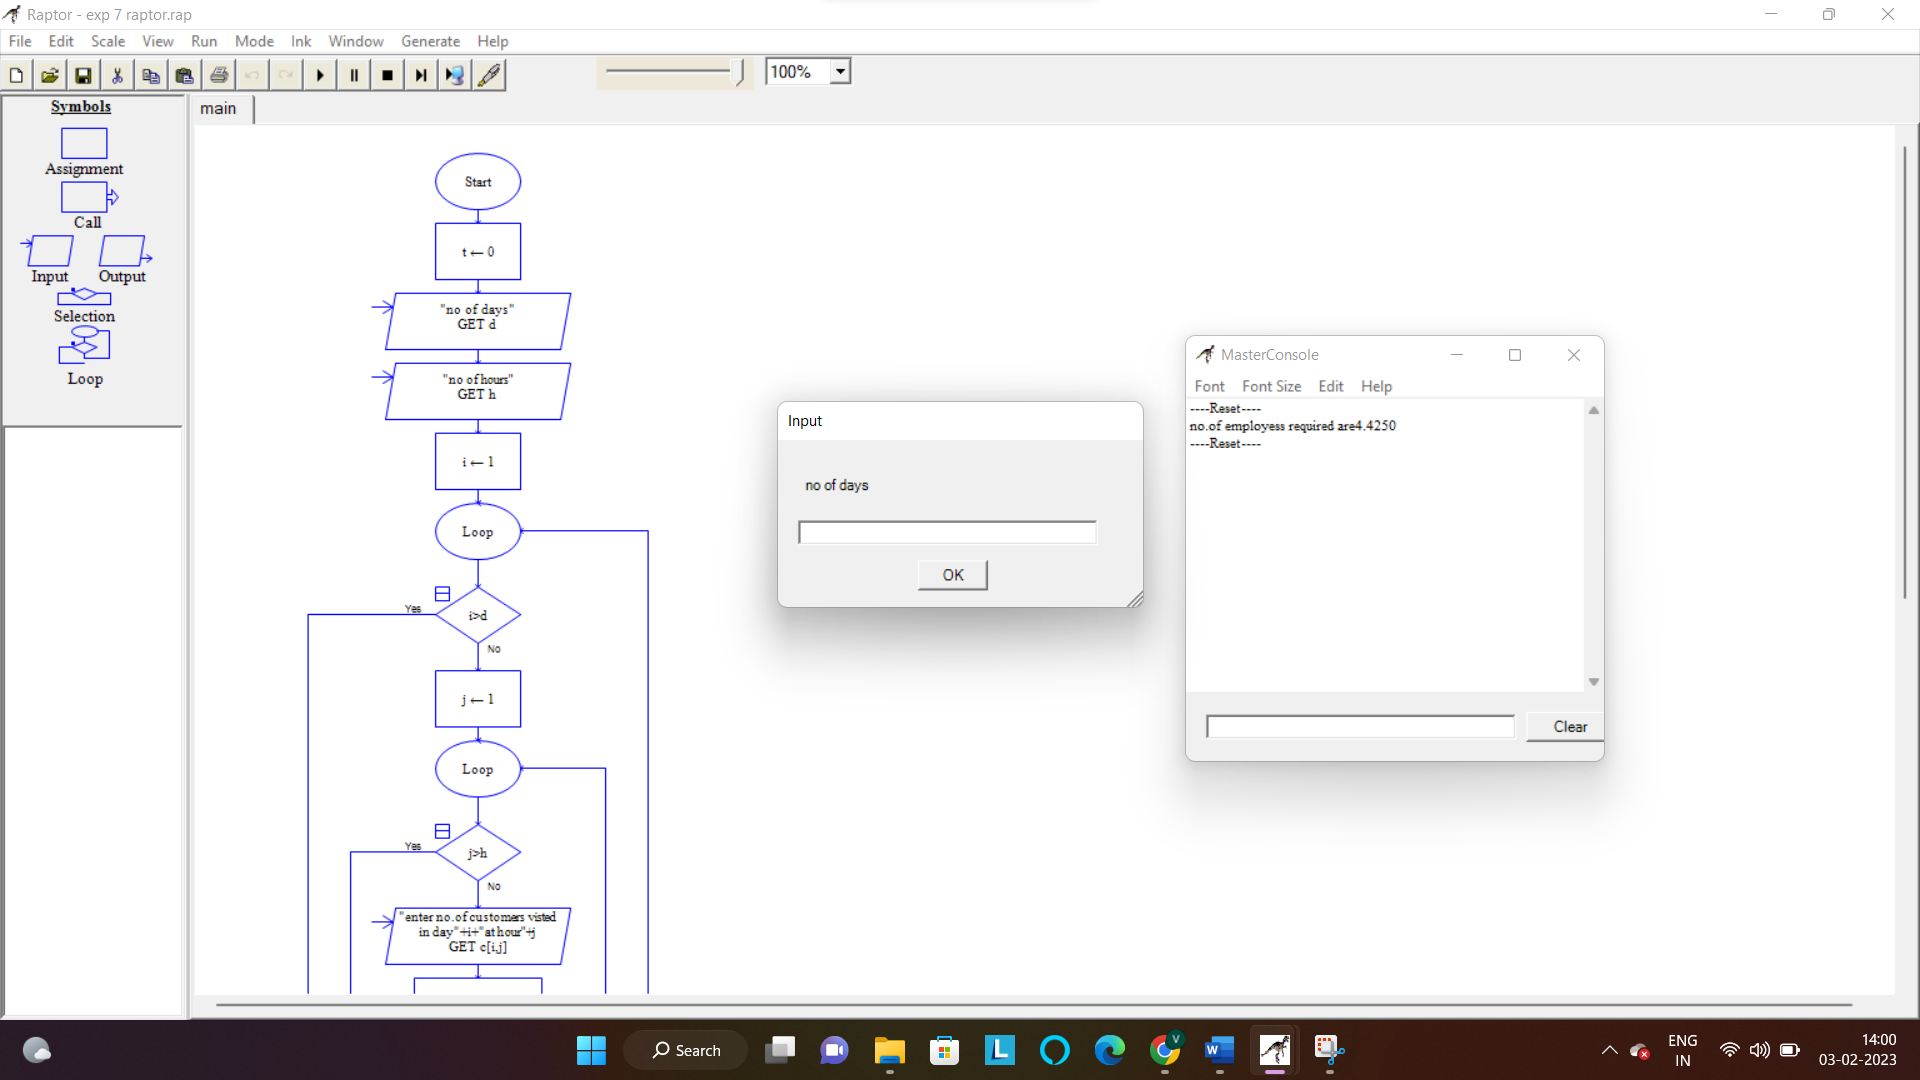 Raptor - exp 7 raptor.rap
File Edit Scale View Run Mode Ink Window Generate Help
100%
Symbols
Assignment
Call
Input Output
Selection
Loop
main
Start
t ← 0
"no of days"
GET d
"no of hours"
GET h
i ← 1
Loop
i>d
Yes
No
j ← 1
Loop
j>h
Yes
No
"enter no.of customers visted
in day"+i+"at hour"+j
GET c[i,j]
Input
no of days
OK
MasterConsole
Font Font Size Edit Help
----Reset----
no.of employess required are4.4250
----Reset----
Clear
Search
V
L
W
ENG
IN
14:00
03-02-2023